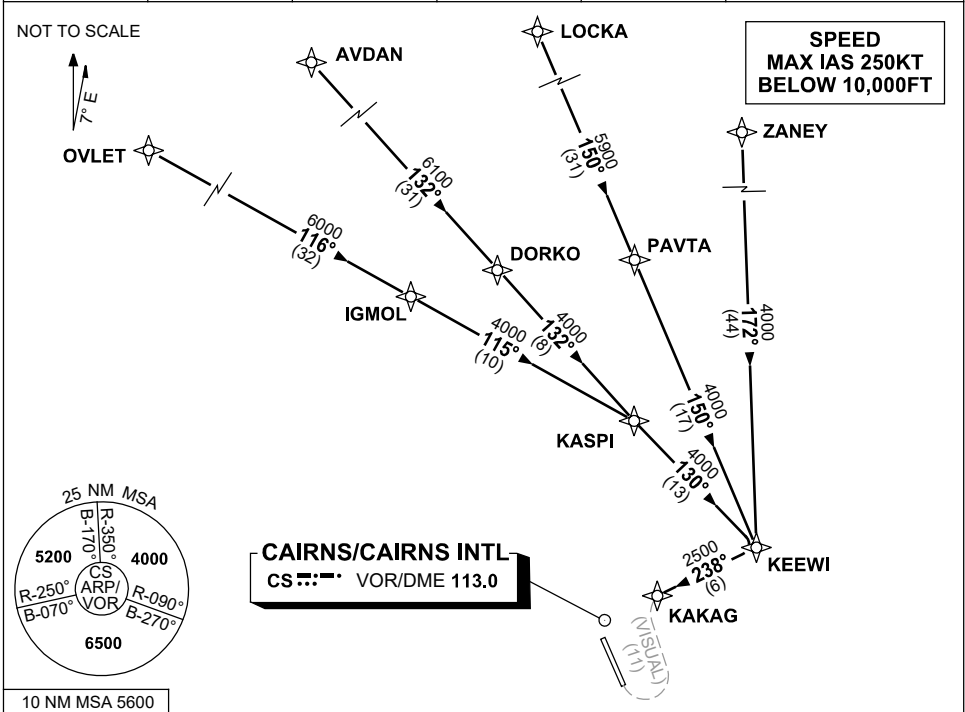 NOT TO SCALE
7° E
AVDAN
LOCKA
SPEED
MAX IAS 250KT
BELOW 10,000FT
OVLET
ZANEY
6000
116°
(32)
6100
132°
(31)
5900
150°
(31)
DORKO
PAVTA
IGMOL
4000
115°
(10)
4000
132°
(8)
4000
172°
(44)
4000
150°
(17)
KASPI
4000
130°
(13)
KEEWI
2500
238°
(6)
KAKAG
(VISUAL)
(11)
CAIRNS/CAIRNS INTL
CS VOR/DME 113.0
25 NM MSA
B-170°
R-350°
5200
4000
CS
ARP/
VOR
R-250°
B-070°
R-090°
B-270°
6500
10 NM MSA 5600